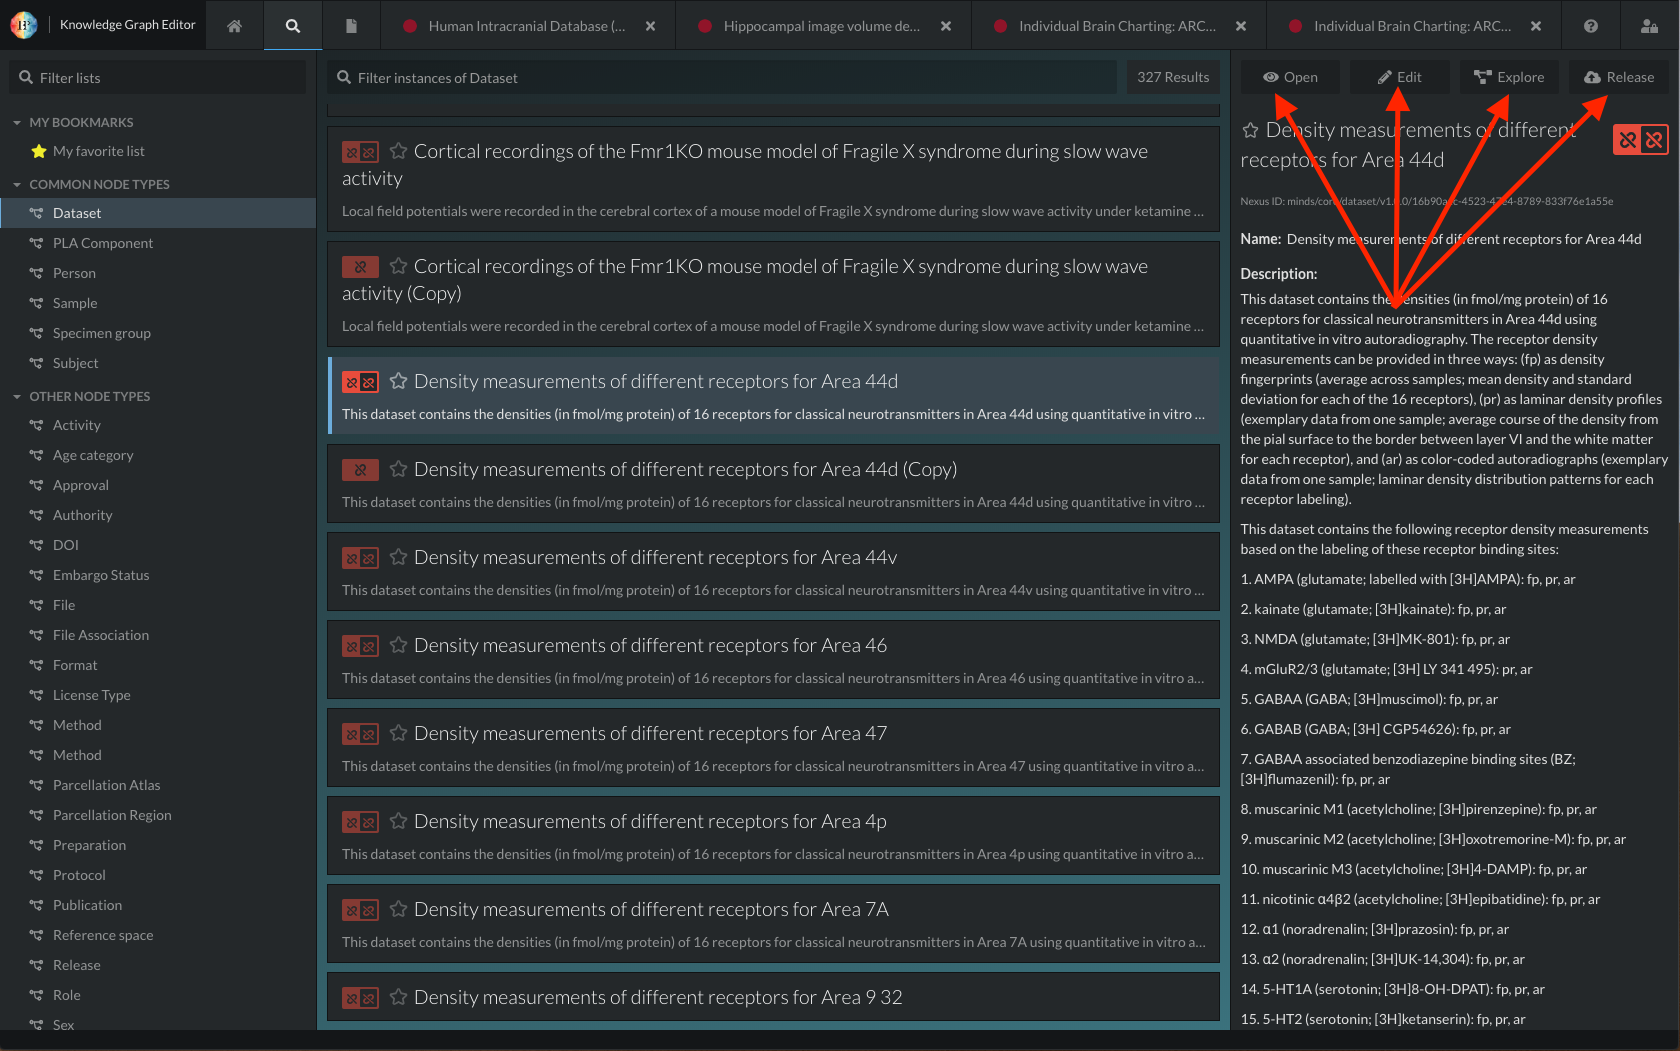 Knowledge Graph Editor
Human Intracranial Database (...
Hippocampal image volume de...
Individual Brain Charting: ARC...
Individual Brain Charting: ARC...
Filter lists
MY BOOKMARKS
My favorite list
COMMON NODE TYPES
Dataset
PLA Component
Person
Sample
Specimen group
Subject
OTHER NODE TYPES
Activity
Age category
Approval
Authority
DOI
Embargo Status
File
File Association
Format
License Type
Method
Method
Parcellation Atlas
Parcellation Region
Preparation
Protocol
Publication
Reference space
Release
Role
Sex
Filter instances of Dataset
327 Results
Cortical recordings of the Fmr1KO mouse model of Fragile X syndrome during slow wave
activity
Local field potentials were recorded in the cerebral cortex of a mouse model of Fragile X syndrome during slow wave activity under ketamine ...
Cortical recordings of the Fmr1KO mouse model of Fragile X syndrome during slow wave
activity (Copy)
Local field potentials were recorded in the cerebral cortex of a mouse model of Fragile X syndrome during slow wave activity under ketamine ...
Density measurements of different receptors for Area 44d
This dataset contains the densities (in fmol/mg protein) of 16 receptors for classical neurotransmitters in Area 44d using quantitative in vitro ...
Density measurements of different receptors for Area 44d (Copy)
This dataset contains the densities (in fmol/mg protein) of 16 receptors for classical neurotransmitters in Area 44d using quantitative in vitro ...
Density measurements of different receptors for Area 44v
This dataset contains the densities (in fmol/mg protein) of 16 receptors for classical neurotransmitters in Area 44v using quantitative in vitro ...
Density measurements of different receptors for Area 46
This dataset contains the densities (in fmol/mg protein) of 16 receptors for classical neurotransmitters in Area 46 using quantitative in vitro a...
Density measurements of different receptors for Area 47
This dataset contains the densities (in fmol/mg protein) of 16 receptors for classical neurotransmitters in Area 47 using quantitative in vitro a...
Density measurements of different receptors for Area 4p
This dataset contains the densities (in fmol/mg protein) of 16 receptors for classical neurotransmitters in Area 4p using quantitative in vitro a...
Density measurements of different receptors for Area 7A
This dataset contains the densities (in fmol/mg protein) of 16 receptors for classical neurotransmitters in Area 7A using quantitative in vitro a...
Density measurements of different receptors for Area 9 32
Open
Edit
Explore
Release
Density measurements of different
receptors for Area 44d
Nexus ID:
Name: Density measurements of different receptors for Area 44d
Description:
This dataset contains the densities (in fmol/mg protein) of 16
receptors for classical neurotransmitters in Area 44d using
quantitative in vitro autoradiography. The receptor density
measurements can be provided in three ways: (fp) as density
fingerprints (average across samples; mean density and standard
deviation for each of the 16 receptors), (pr) as laminar density profiles
(exemplary data from one sample; average course of the density from
the pial surface to the border between layer VI and the white matter
for each receptor), and (ar) as color-coded autoradiographs (exemplary
data from one sample; laminar density distribution patterns for each
receptor labeling).
This dataset contains the following receptor density measurements
based on the labeling of these receptor binding sites:
1. AMPA (glutamate; labelled with [3H]AMPA): fp, pr, ar
2. kainate (glutamate; [3H]kainate): fp, pr, ar
3. NMDA (glutamate; [3H]MK-801): fp, pr, ar
4. mGluR2/3 (glutamate; [3H] LY 341 495): pr, ar
5. GABAA (GABA; [3H]muscimol): fp, pr, ar
6. GABAB (GABA; [3H] CGP54626): fp, pr, ar
7. GABAA associated benzodiazepine binding sites (BZ;
[3H]flumazenil): fp, pr, ar
8. muscarinic M1 (acetylcholine; [3H]pirenzepine): fp, pr, ar
9. muscarinic M2 (acetylcholine; [3H]oxotremorine-M): fp, pr, ar
10. muscarinic M3 (acetylcholine; [3H]4-DAMP): fp, pr, ar
11. nicotinic α4β2 (acetylcholine; [3H]epibatidine): fp, pr, ar
12. α1 (noradrenalin; [3H]prazosin): fp, pr, ar
13. α2 (noradrenalin; [3H]UK-14,304): fp, pr, ar
14. 5-HT1A (serotonin; [3H]8-OH-DPAT): fp, pr, ar
15. 5-HT2 (serotonin; [3H]ketanserin): fp, pr, ar